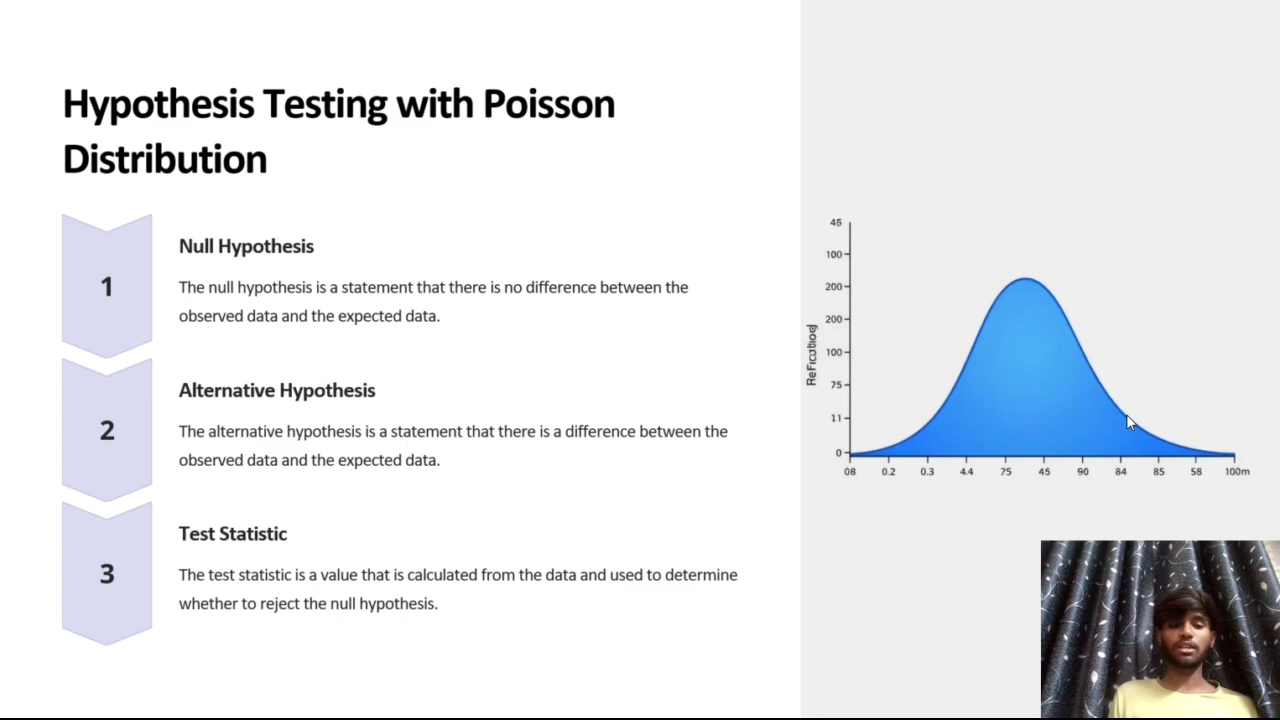 Hypothesis Testing with Poisson
Distribution
1
Null Hypothesis
The null hypothesis is a statement that there is no difference between the
observed data and the expected data.
2
Alternative Hypothesis
The alternative hypothesis is a statement that there is a difference between the
observed data and the expected data.
3
Test Statistic
The test statistic is a value that is calculated from the data and used to determine
whether to reject the null hypothesis.
45
100
200
200
100
75
11
0
08 0.2 0.3 4.4 75 45 90 84 85 58 100m